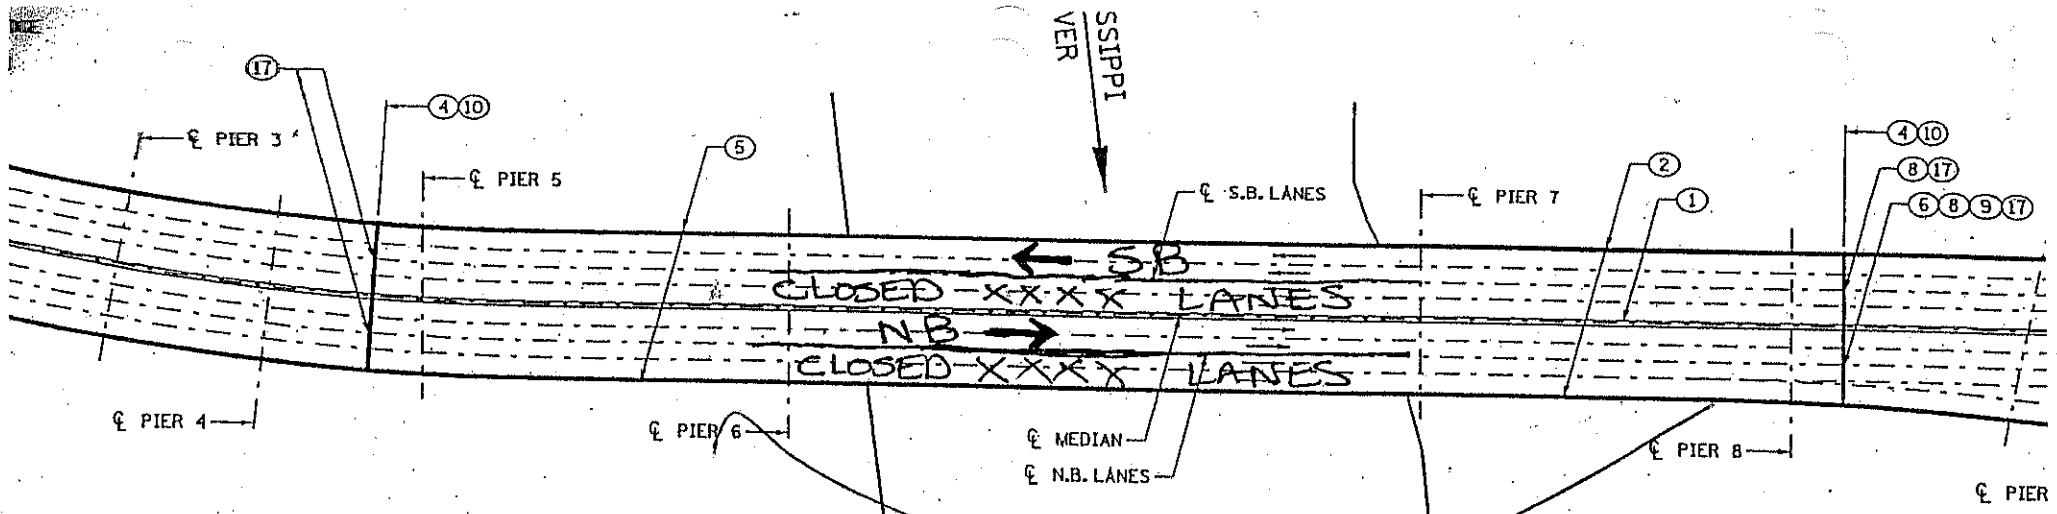 SSIPPI
VER
17
4 10
℄ PIER 3
℄ PIER 5
5
℄ S.B. LANES
℄ PIER 7
2
1
4 10
8 17
6 8 9 17
← S.B
CLOSED XXXX LANES
N.B →
CLOSED XXXX LANES
℄ PIER 4
℄ PIER 6
℄ MEDIAN
℄ N.B. LANES
℄ PIER 8
℄ PIER